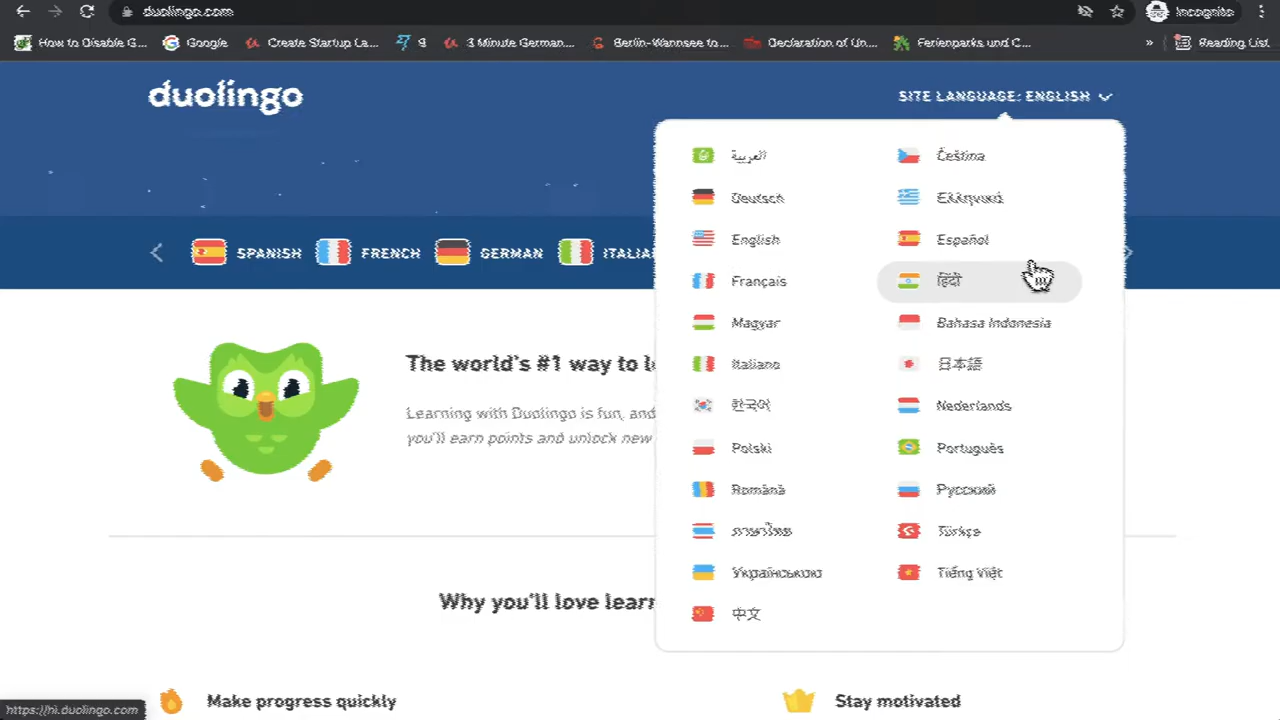 duolingo.com
Incognito
How to Disable G...
Google
Create Startup La...
9
3 Minute German...
Berlin-Wannsee to...
Declaration of Un...
Ferienparks und C...
»
Reading List
duolingo
SITE LANGUAGE: ENGLISH
العربية
Čeština
Deutsch
Ελληνικά
English
Español
Français
हिंदी
Magyar
Bahasa Indonesia
Italiano
日本語
한국어
Nederlands
Polski
Português
Română
Русский
ภาษาไทย
Türkçe
Українською
Tiếng Việt
中文
SPANISH
FRENCH
GERMAN
ITALIA
The world's #1 way to l
Learning with Duolingo is fun, and
you'll earn points and unlock new
Why you'll love learn
Make progress quickly
Stay motivated
https://hi.duolingo.com